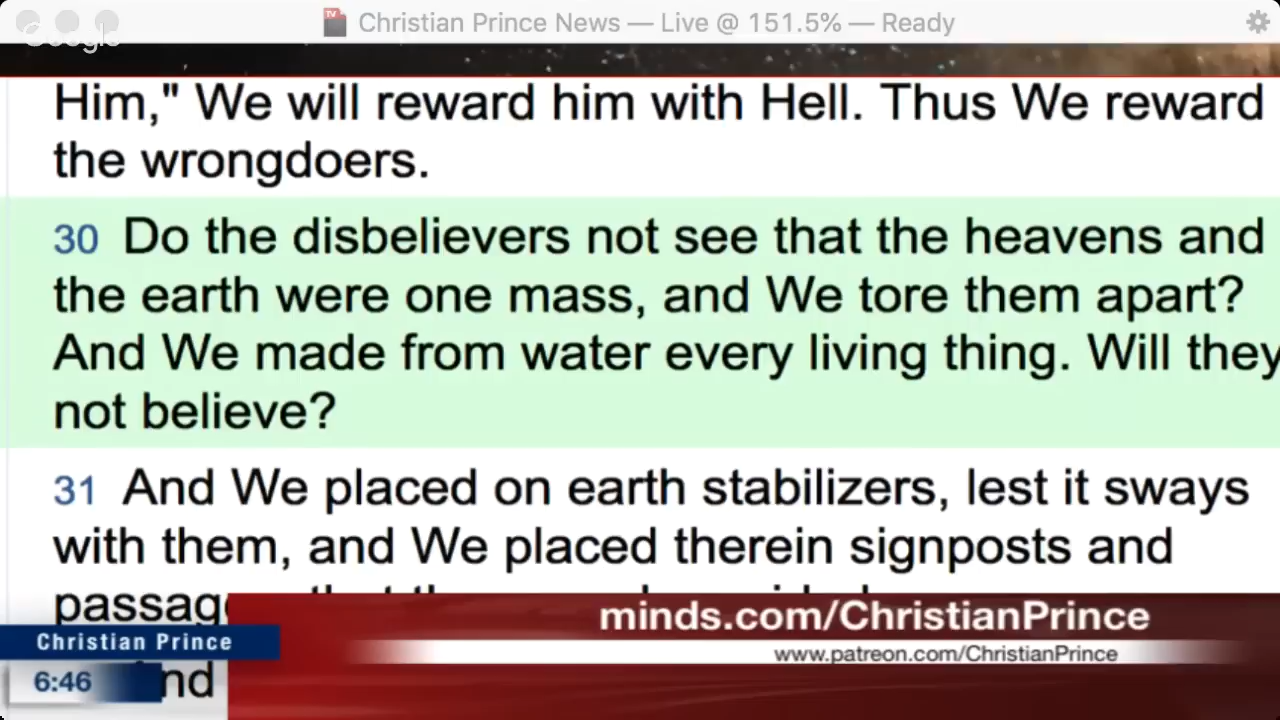 Christian Prince News — Live @ 151.5% — Ready
Google
Him," We will reward him with Hell. Thus We reward
the wrongdoers.
30 Do the disbelievers not see that the heavens and
the earth were one mass, and We tore them apart?
And We made from water every living thing. Will they
not believe?
31 And We placed on earth stabilizers, lest it sways
with them, and We placed therein signposts and
minds.com/ChristianPrince
Christian Prince
www.patreon.com/ChristianPrince
6:46